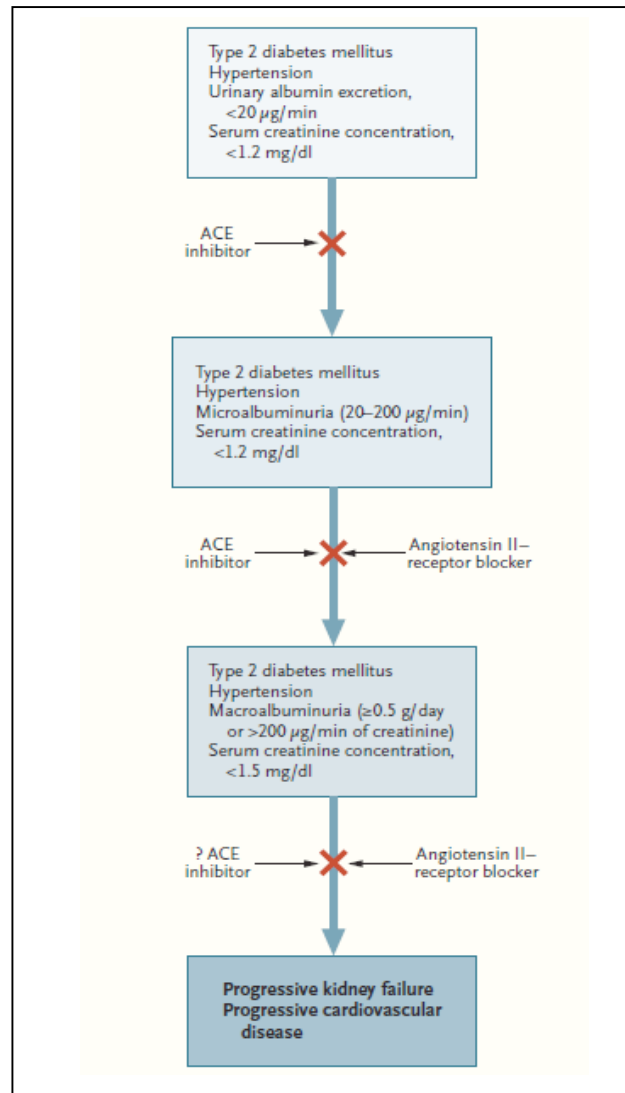 Type 2 diabetes mellitus
Hypertension
Urinary albumin excretion,
<20 µg/min
Serum creatinine concentration,
<1.2 mg/dl
ACE
inhibitor
Type 2 diabetes mellitus
Hypertension
Microalbuminuria (20–200 µg/min)
Serum creatinine concentration,
<1.2 mg/dl
ACE
inhibitor
Angiotensin II–
receptor blocker
Type 2 diabetes mellitus
Hypertension
Macroalbuminuria (≥0.5 g/day
or >200 µg/min of creatinine)
Serum creatinine concentration,
<1.5 mg/dl
? ACE
inhibitor
Angiotensin II–
receptor blocker
Progressive kidney failure
Progressive cardiovascular
disease